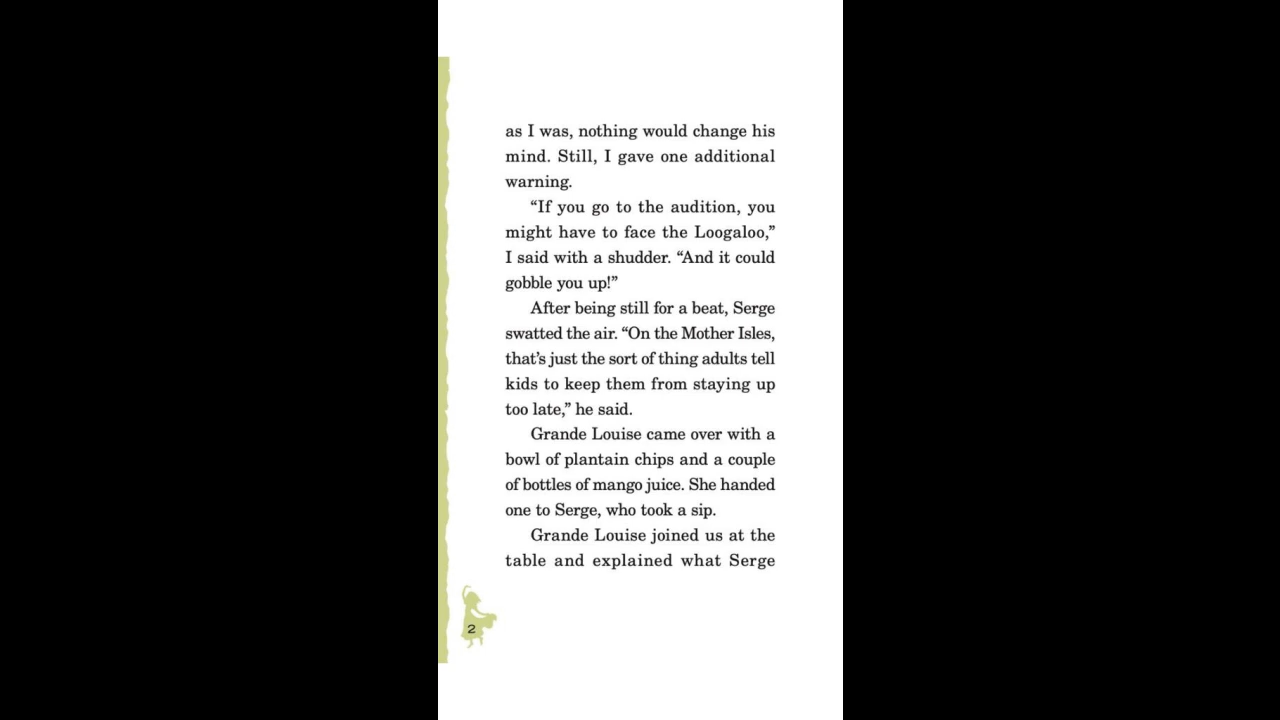 as I was, nothing would change his
mind. Still, I gave one additional
warning.
“If you go to the audition, you
might have to face the Loogaloo,”
I said with a shudder. “And it could
gobble you up!”
After being still for a beat, Serge
swatted the air. “On the Mother Isles,
that’s just the sort of thing adults tell
kids to keep them from staying up
too late,” he said.
Grande Louise came over with a
bowl of plantain chips and a couple
of bottles of mango juice. She handed
one to Serge, who took a sip.
Grande Louise joined us at the
table and explained what Serge
2